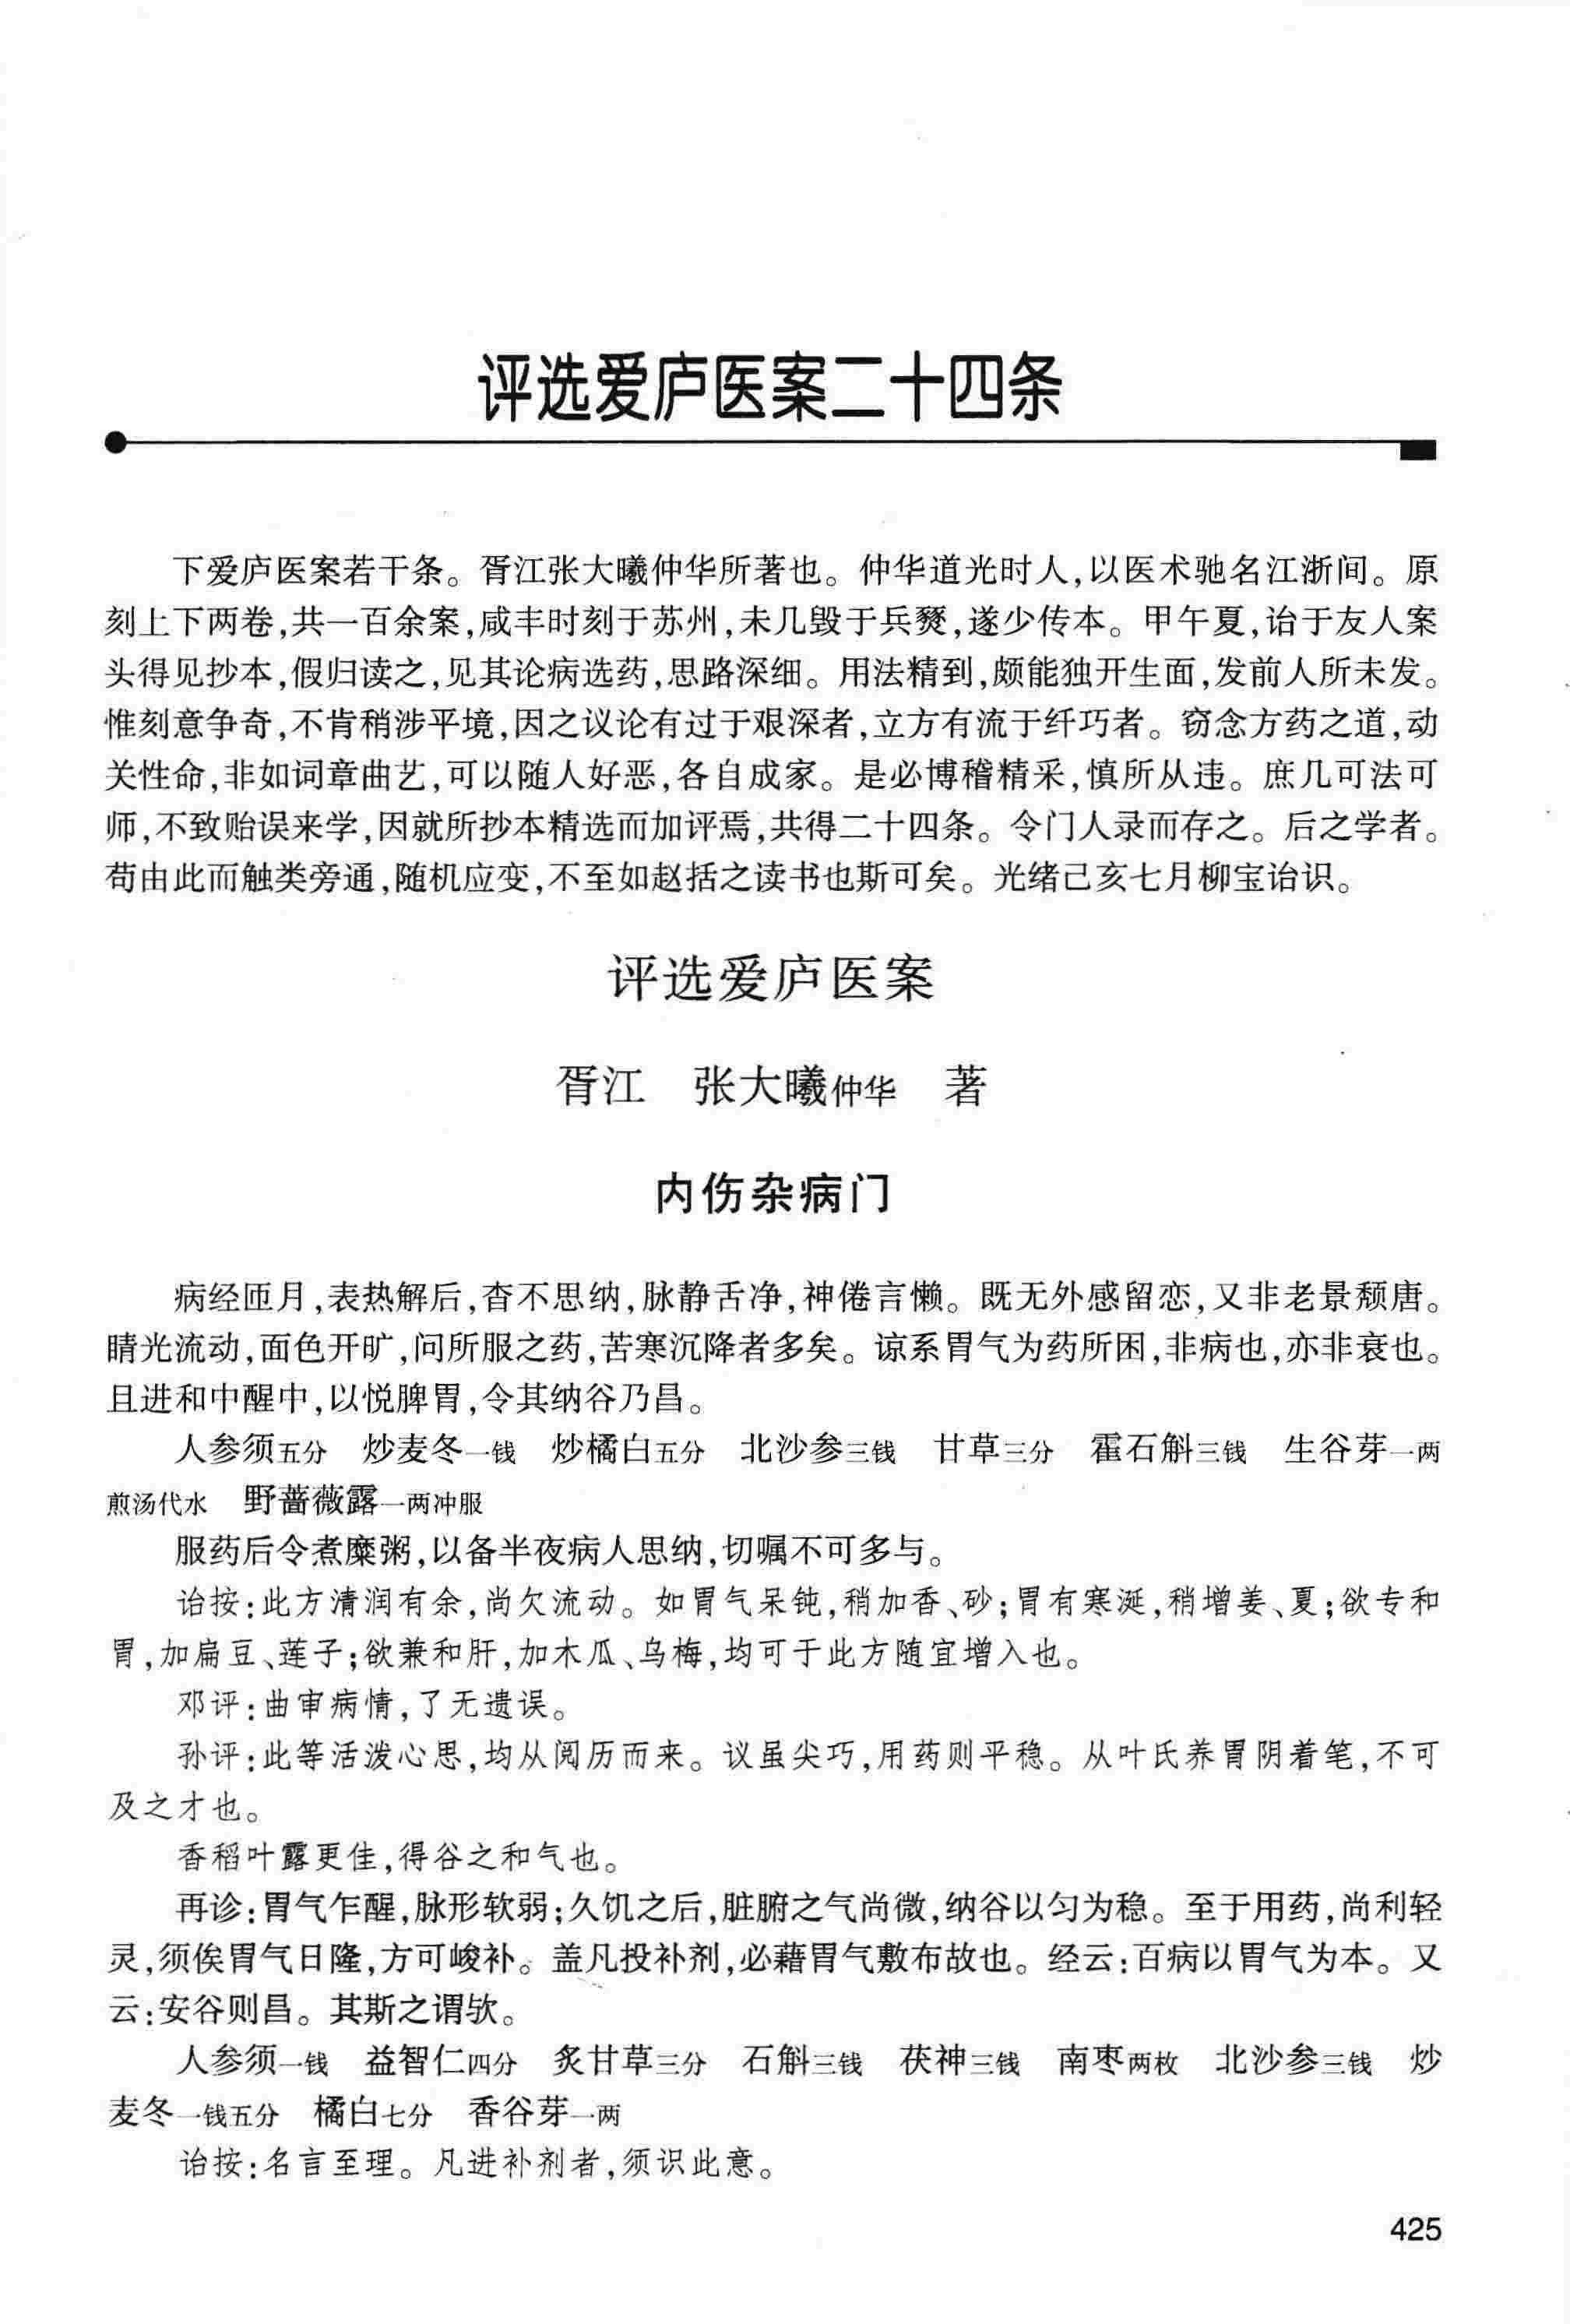 评选爱庐医案二十四条
下爱庐医案若干条。胥江张大曦仲华所著也。仲华道光时人,以医术驰名江浙间。原
刻上下两卷,共一百余案,咸丰时刻于苏州,未几毁于兵燹,遂少传本。甲午夏,诒于友人案
头得见抄本,假归读之,见其论病选药,思路深细。用法精到,颇能独开生面,发前人所未发。
惟刻意争奇,不肯稍涉平境,因之议论有过于艰深者,立方有流于纤巧者。窃念方药之道,动
关性命,非如词章曲艺,可以随人好恶,各自成家。是必博稽精采,慎所从违。庶几可法可
师,不致贻误来学,因就所抄本精选而加评焉,共得二十四条。令门人录而存之。后之学者。
苟由此而触类旁通,随机应变,不至如赵括之读书也斯可矣。光绪己亥七月柳宝诒识。
评选爱庐医案
胥江 张大曦仲华 著
内伤杂病门
病经匝月,表热解后,杳不思纳,脉静舌净,神倦言懒。既无外感留恋,又非老景颓唐。
睛光流动,面色开旷,问所服之药,苦寒沉降者多矣。谅系胃气为药所困,非病也,亦非衰也。
且进和中醒中,以悦脾胃,令其纳谷乃昌。
人参须五分 炒麦冬一钱 炒橘白五分 北沙参三钱 甘草三分 霍石斛三钱 生谷芽一两
煎汤代水 野蔷薇露一两冲服
服药后令煮糜粥,以备半夜病人思纳,切嘱不可多与。
诒按:此方清润有余,尚欠流动。如胃气呆钝,稍加香、砂;胃有寒涎,稍增姜、夏;欲专和
胃,加扁豆、莲子;欲兼和肝,加木瓜、乌梅,均可于此方随宜增入也。
邓评:曲审病情,了无遗误。
孙评:此等活泼心思,均从阅历而来。议虽尖巧,用药则平稳。从叶氏养胃阴着笔,不可
及之才也。
香稻叶露更佳,得谷之和气也。
再诊:胃气乍醒,脉形软弱;久饥之后,脏腑之气尚微,纳谷以匀为稳。至于用药,尚利轻
灵,须俟胃气日隆,方可峻补。盖凡投补剂,必藉胃气敷布故也。经云:百病以胃气为本。又
云:安谷则昌。其斯之谓欤。
人参须一钱 益智仁四分 炙甘草三分 石斛三钱 茯神三钱 南枣两枚 北沙参三钱 炒
麦冬一钱五分 橘白七分 香谷芽一两
诒按:名言至理。凡进补剂者,须识此意。
425